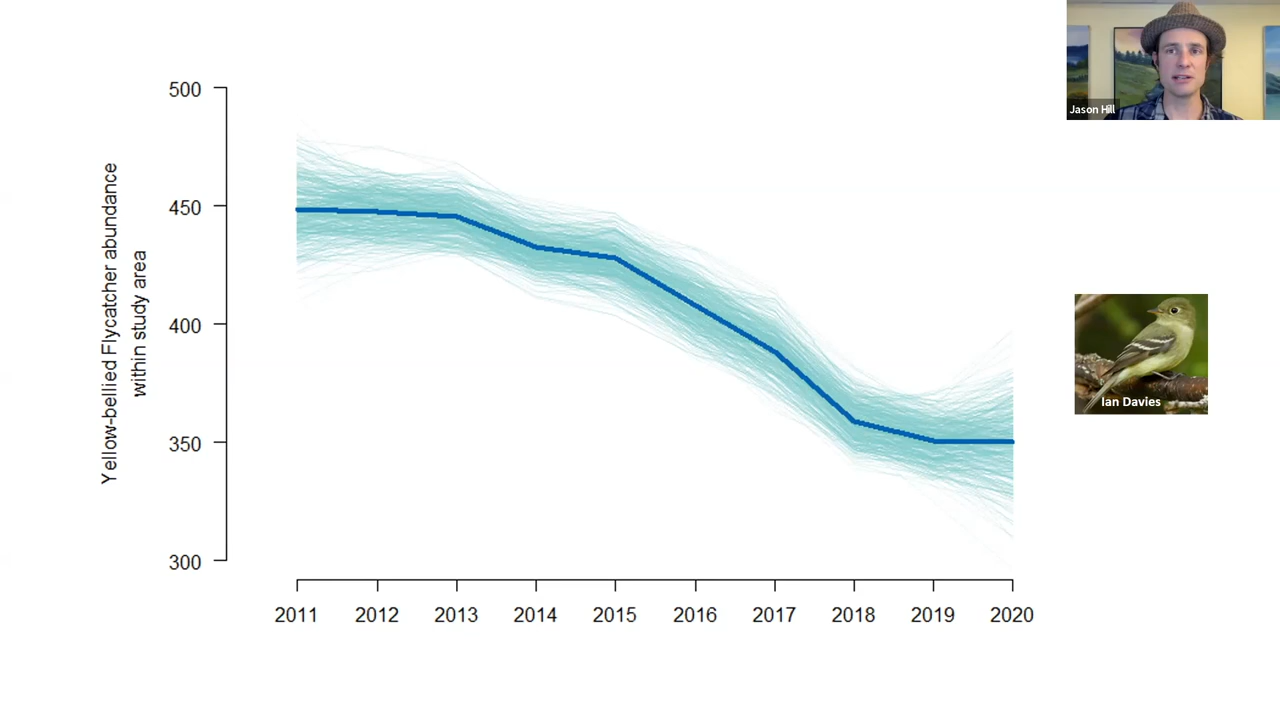 Jason Hill
Yellow-bellied Flycatcher abundance
within study area
500
450
400
350
300
2011 2012 2013 2014 2015 2016 2017 2018 2019 2020
Ian Davies